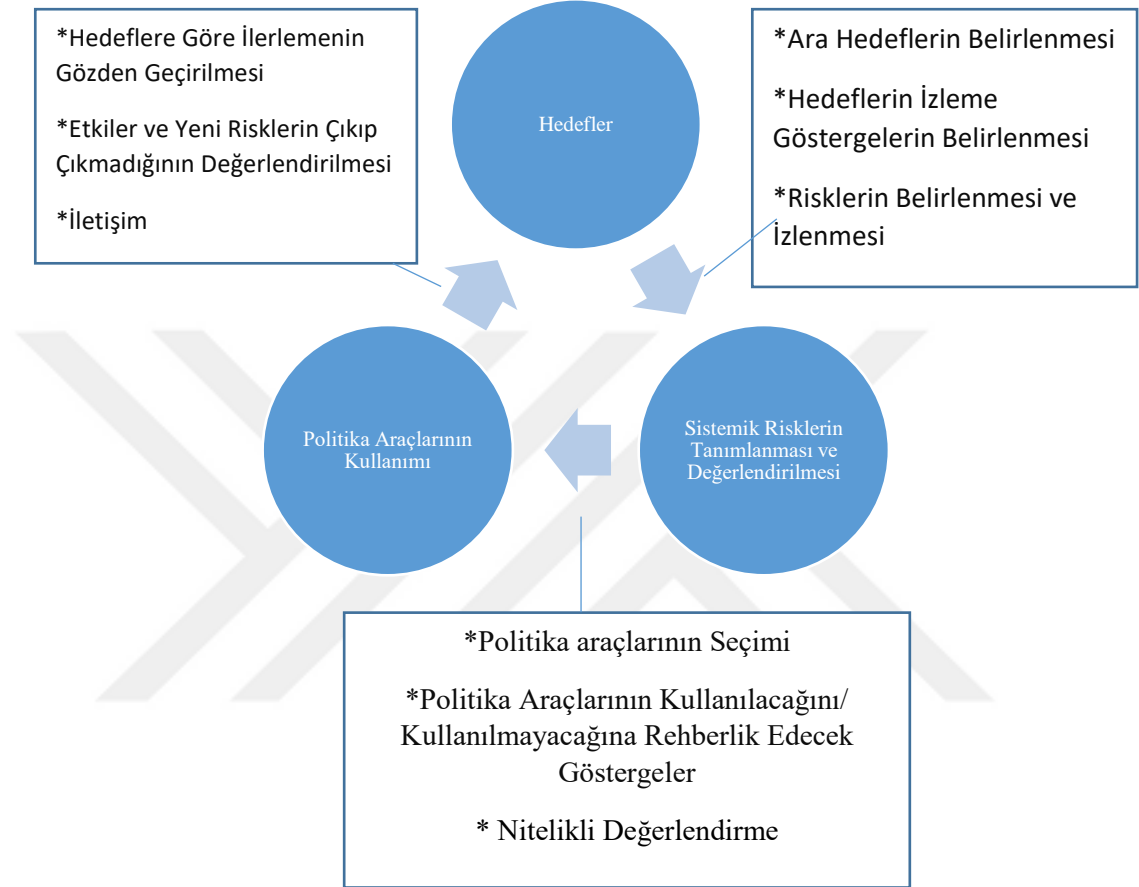 *Hedeflere Göre İlerlemenin
Gözden Geçirilmesi
*Etkiler ve Yeni Risklerin Çıkıp
Çıkmadığının Değerlendirilmesi
*İletişim
Hedefler
*Ara Hedeflerin Belirlenmesi
*Hedeflerin İzleme
Göstergelerin Belirlenmesi
*Risklerin Belirlenmesi ve
İzlenmesi
Politika Araçlarının
Kullanımı
Sistemik Risklerin
Tanımlanması ve
Değerlendirilmesi
*Politika araçlarının Seçimi
*Politika Araçlarının Kullanılacağını/
Kullanılmayacağına Rehberlik Edecek
Göstergeler
* Nitelikli Değerlendirme